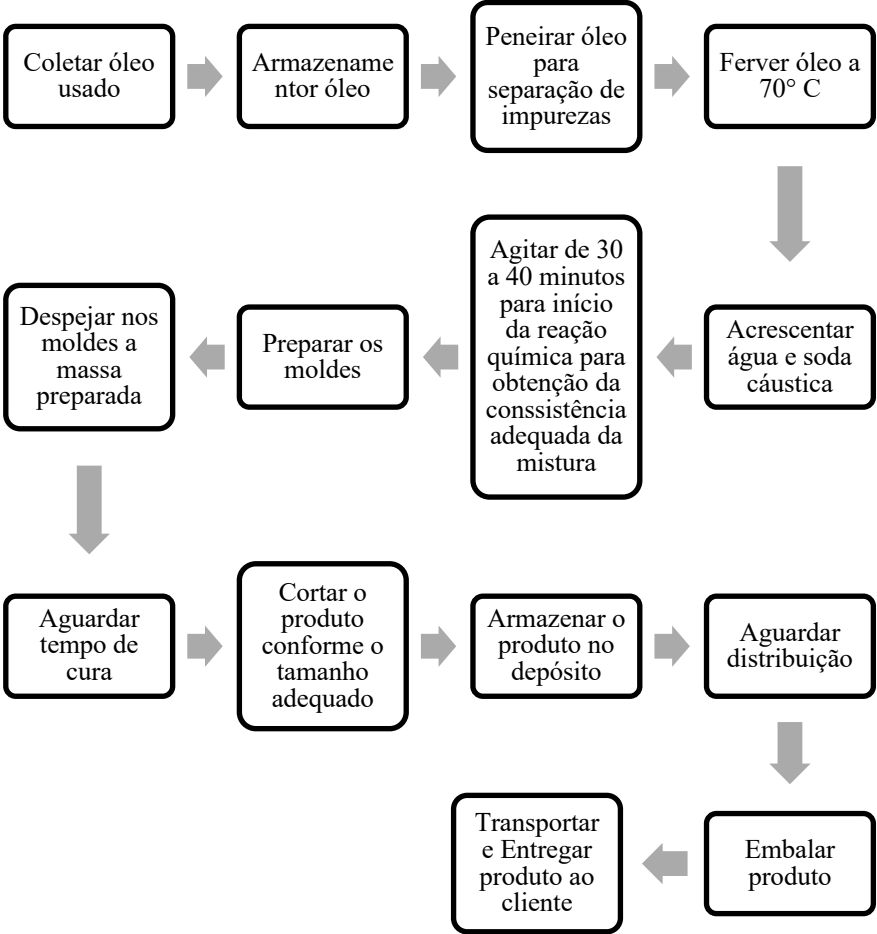 Coletar óleo
usado
Armazename
ntor óleo
Peneirar óleo
para
separação de
impurezas
Ferver óleo a
70° C
Acrescentar
água e soda
cáustica
Agitar de 30
a 40 minutos
para início
da reação
química para
obtenção da
conssistência
adequada da
mistura
Preparar os
moldes
Despejar nos
moldes a
massa
preparada
Aguardar
tempo de
cura
Cortar o
produto
conforme o
tamanho
adequado
Armazenar o
produto no
depósito
Aguardar
distribuição
Embalar
produto
Transportar
e Entregar
produto ao
cliente